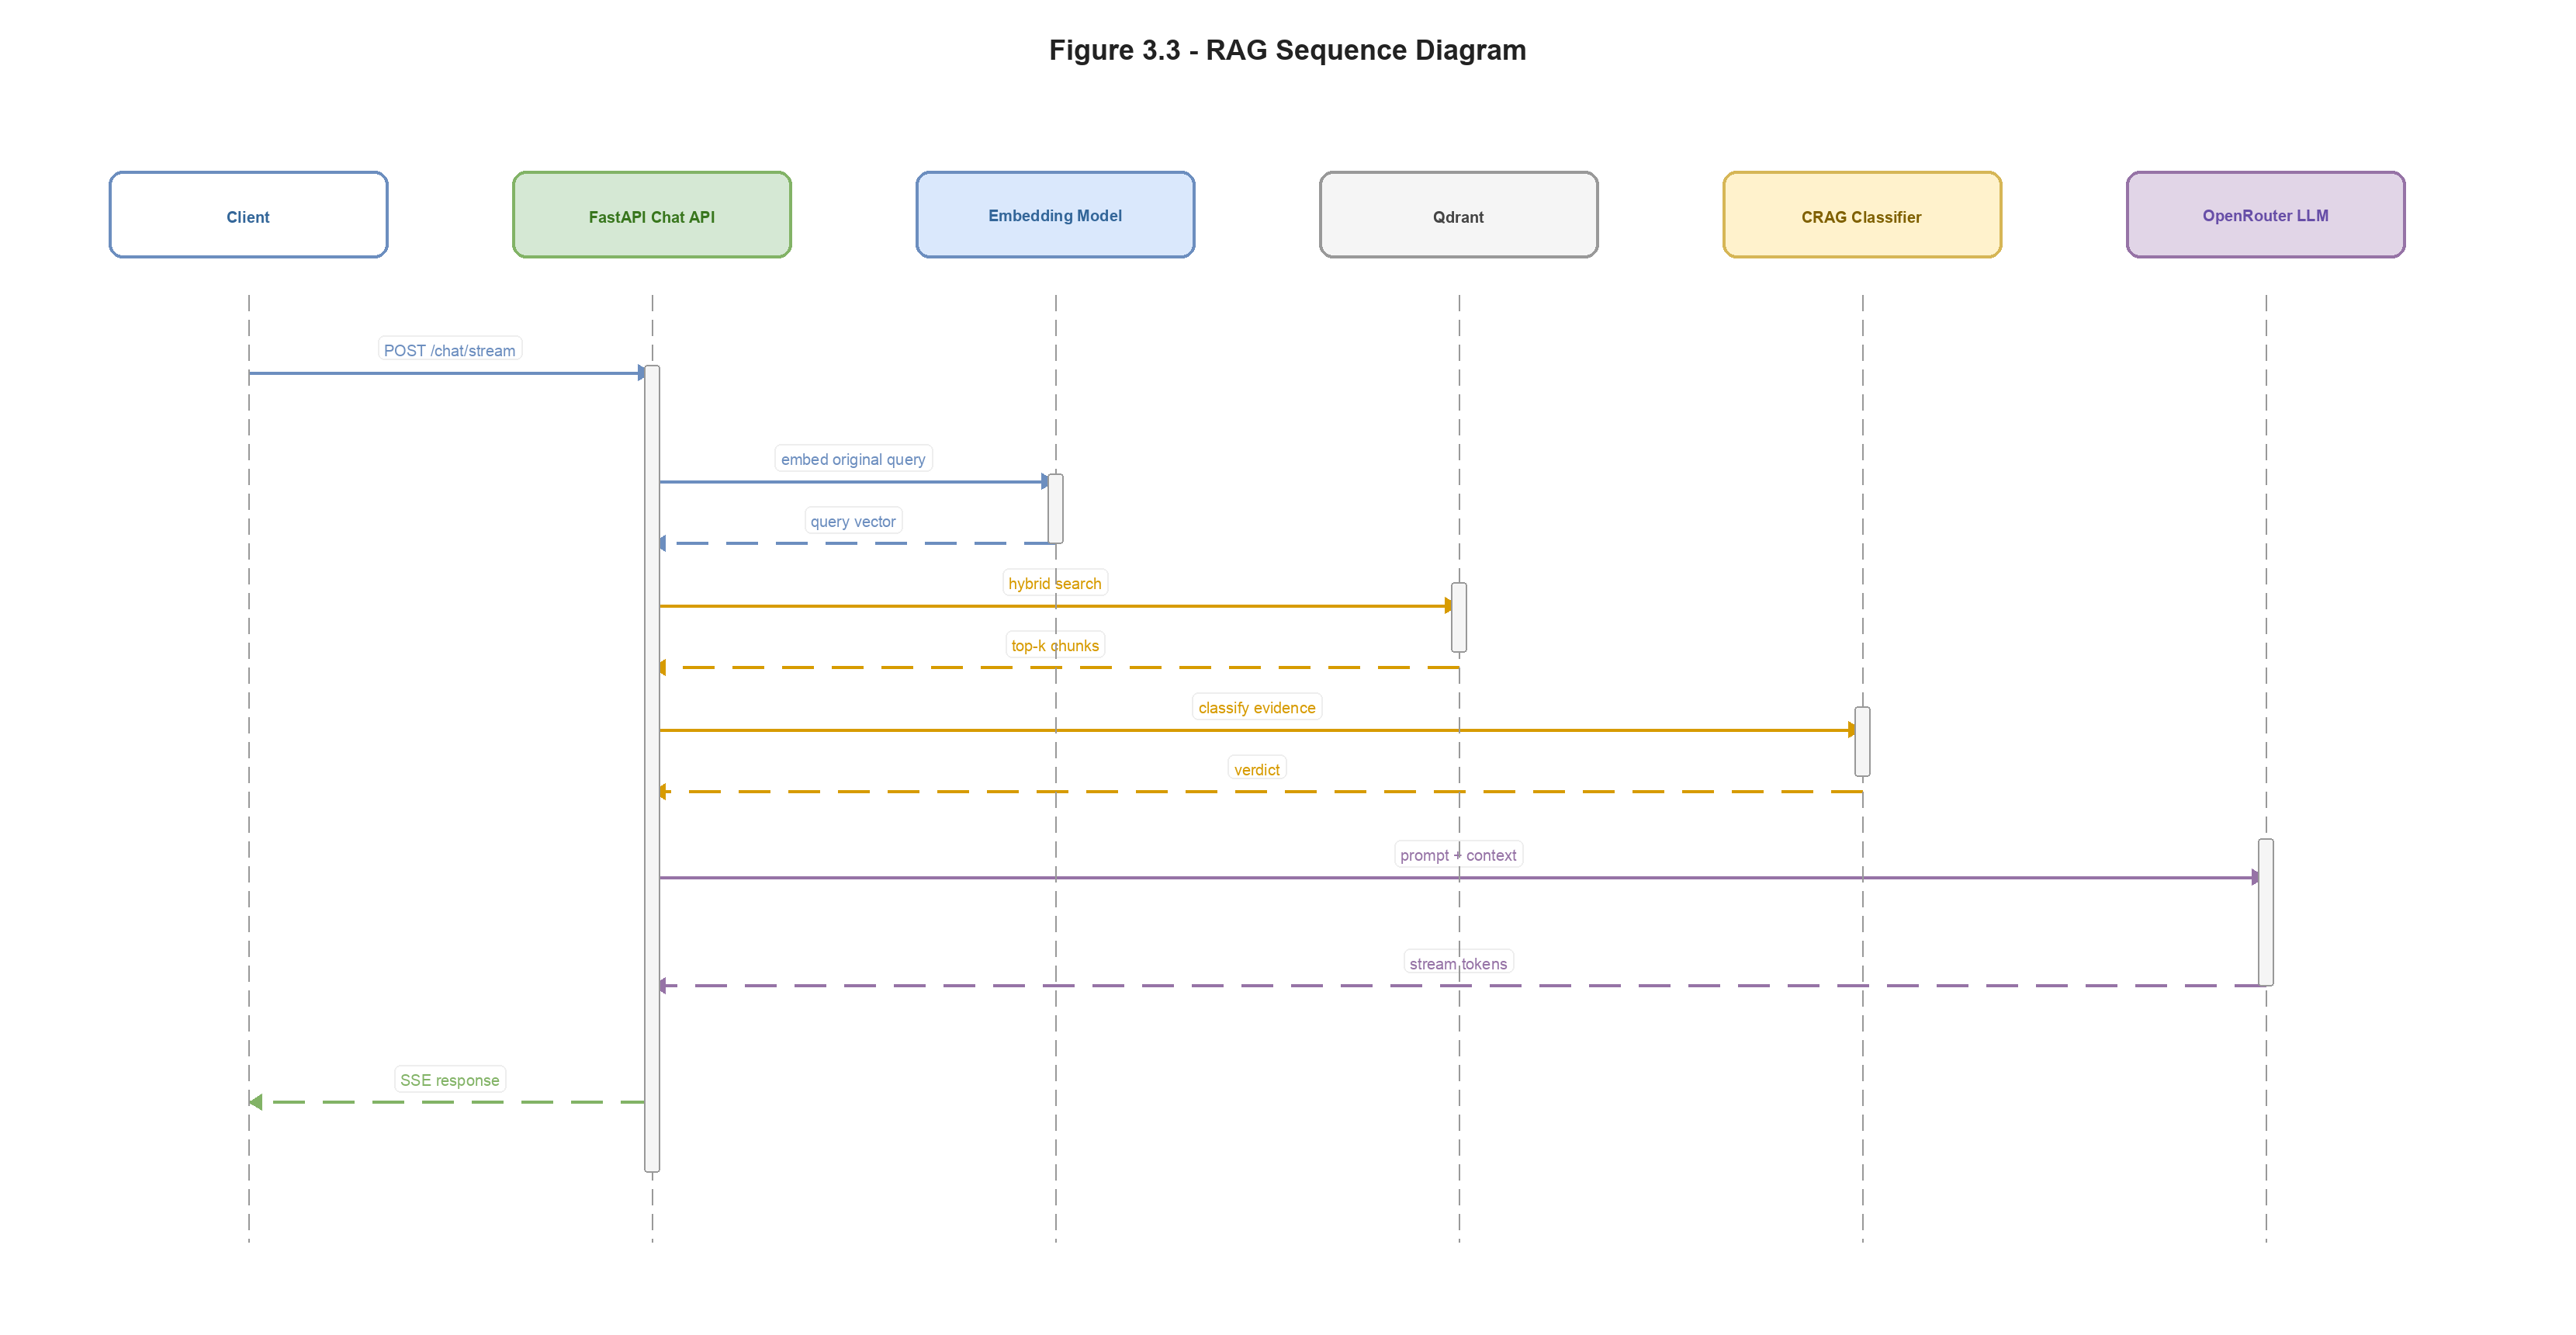 Figure 3.3 - RAG Sequence Diagram
Client
FastAPI Chat API
Embedding Model
Qdrant
CRAG Classifier
OpenRouter LLM
POST /chat/stream
embed original query
query vector
hybrid search
top-k chunks
classify evidence
verdict
prompt + context
stream tokens
SSE response